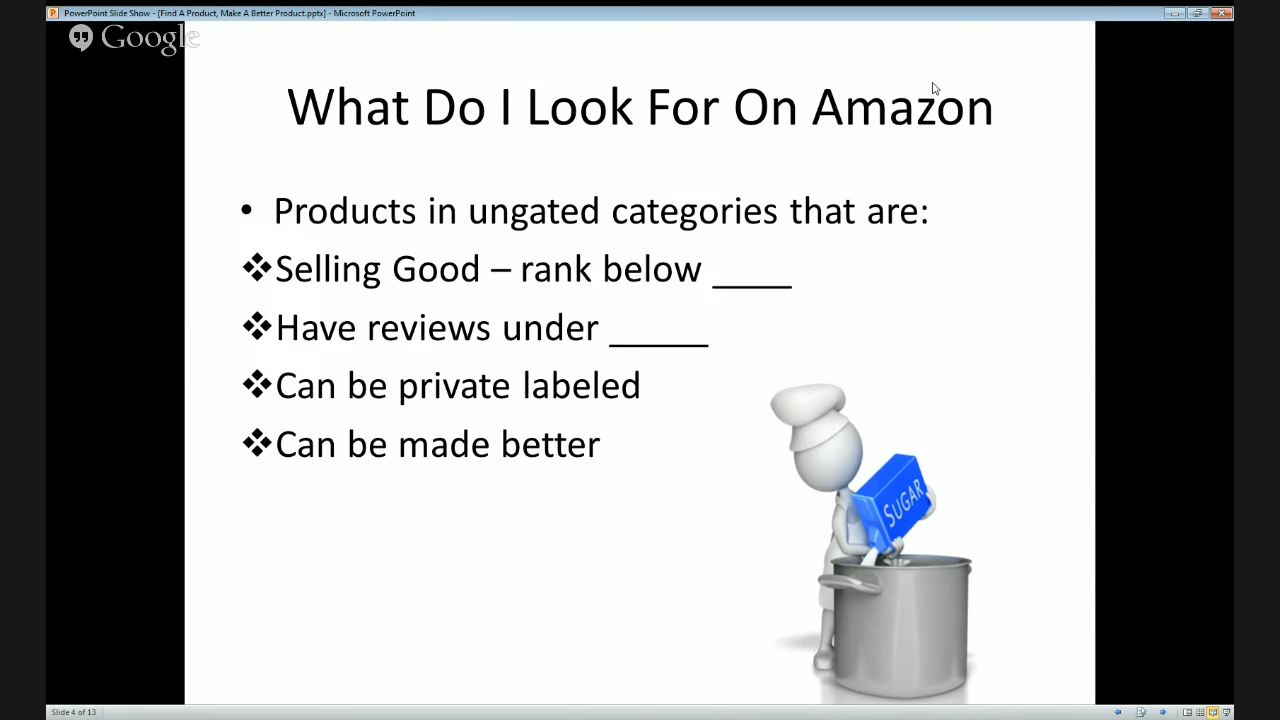 PowerPoint Slide Show - [Find A Product, Make A Better Product.pptx] - Microsoft PowerPoint
Google
What Do I Look For On Amazon
• Products in ungated categories that are:
❖Selling Good – rank below ____
❖Have reviews under _____
❖Can be private labeled
❖Can be made better
SUGAR
Slide 4 of 13